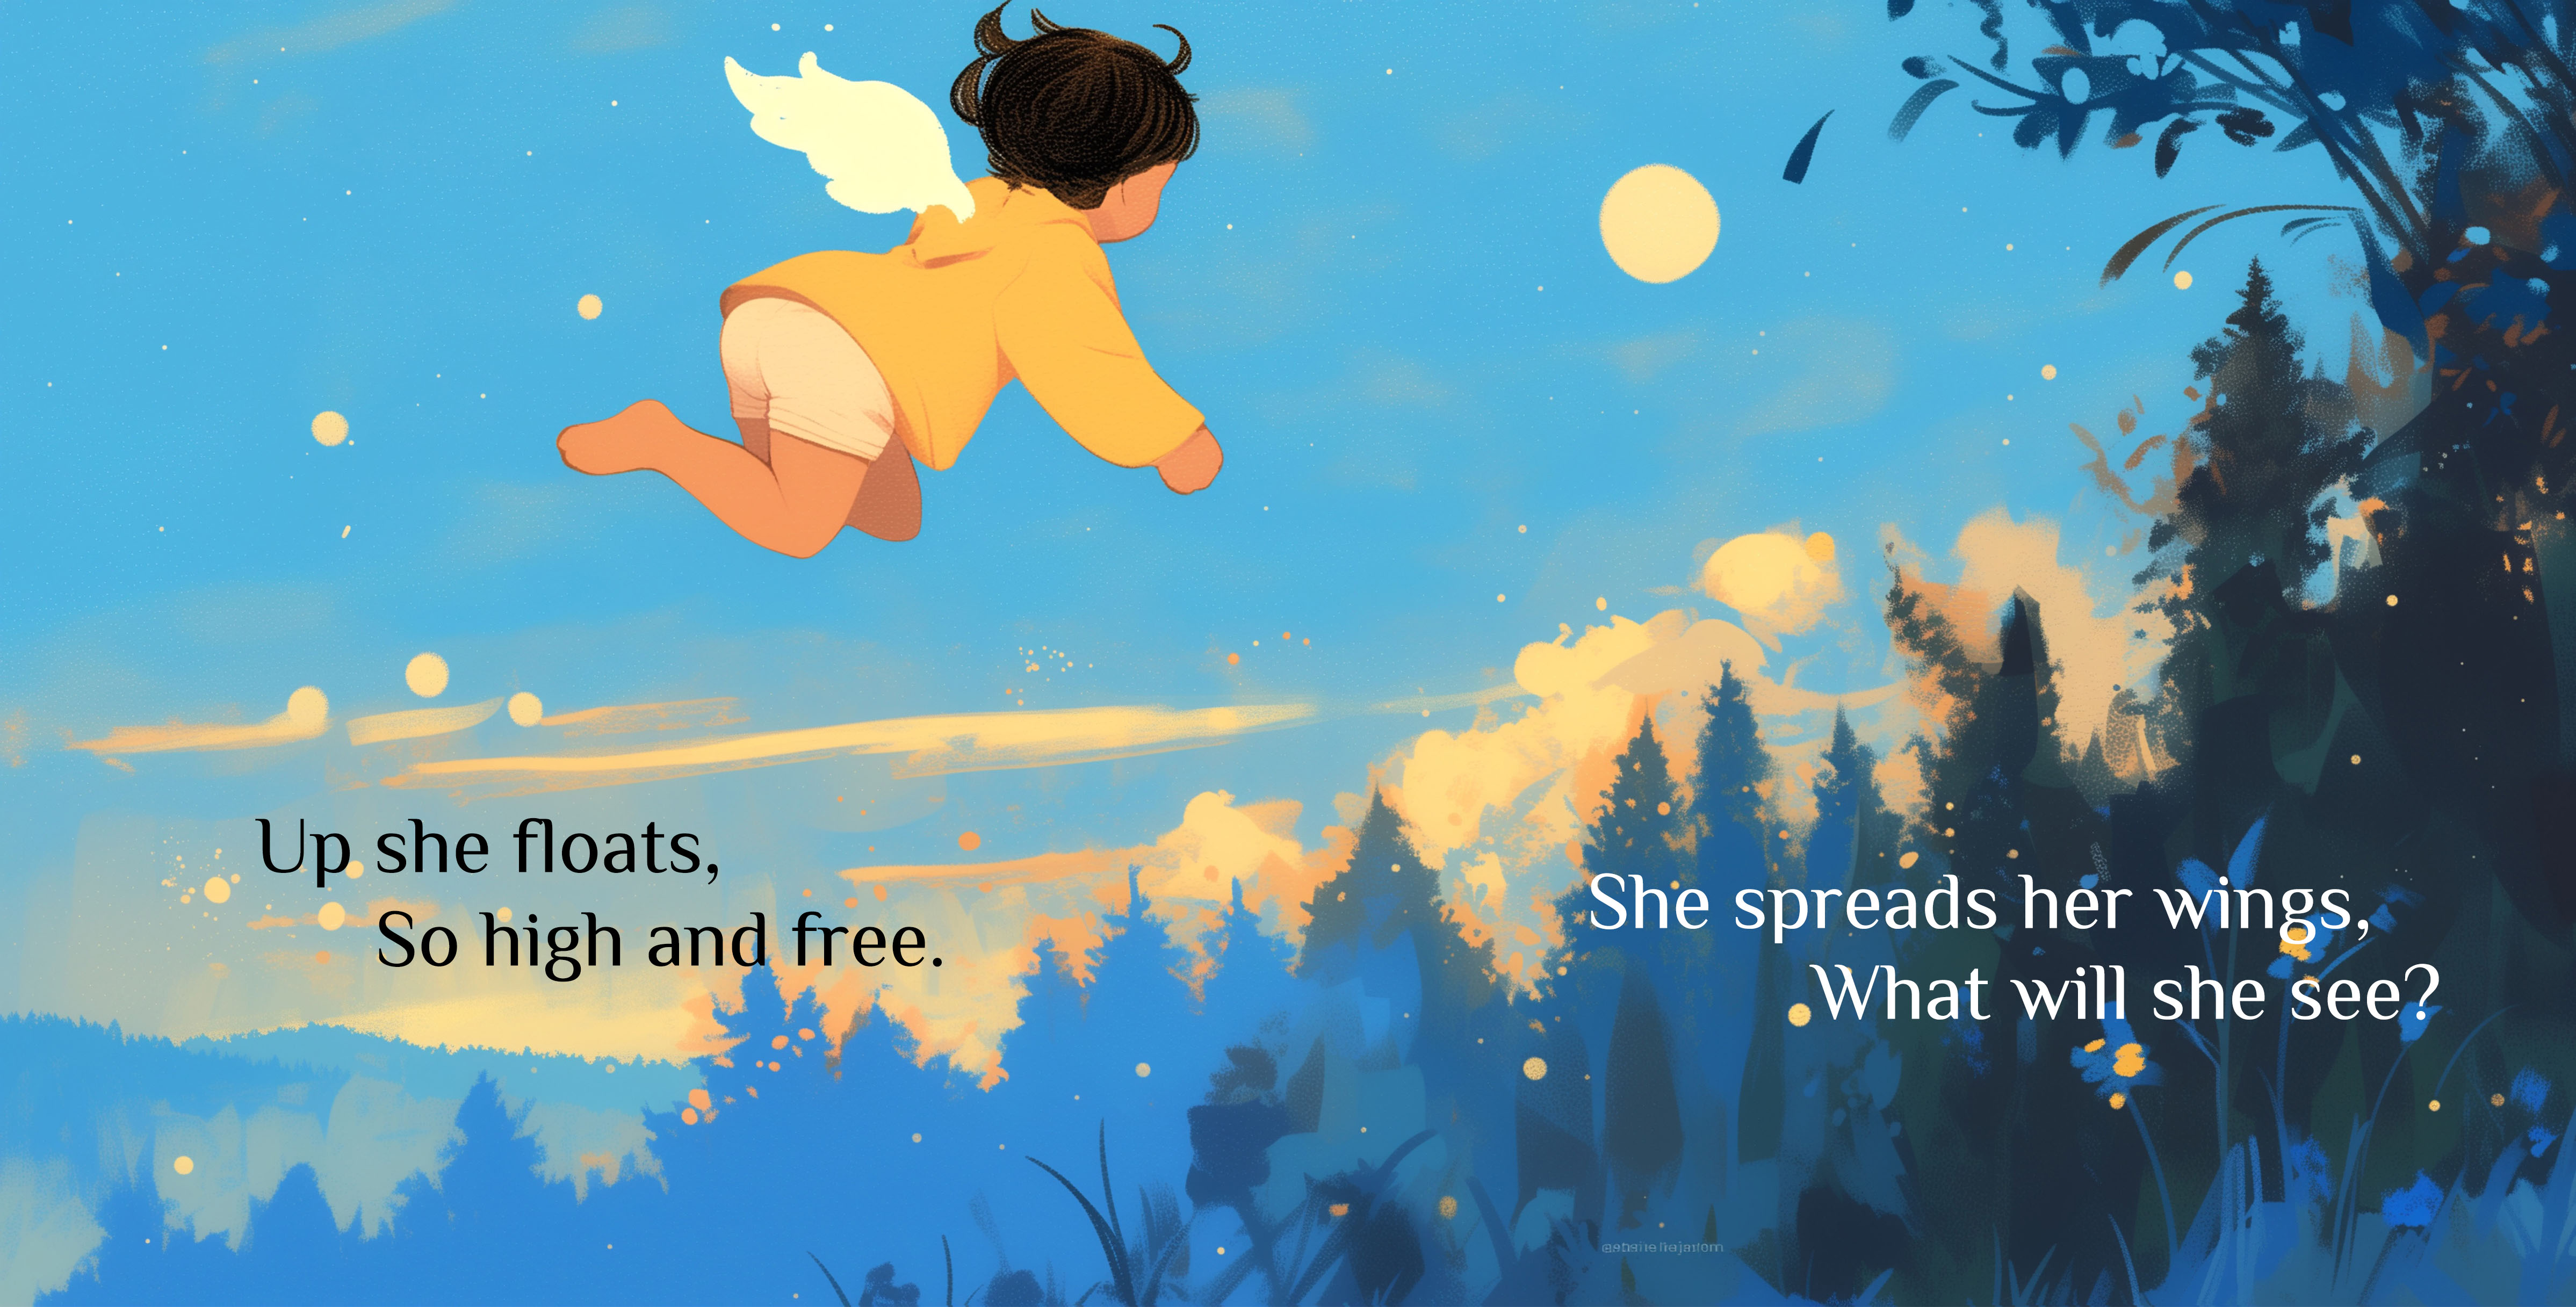 Up she floats,
So high and free.
She spreads her wings,
What will she see?